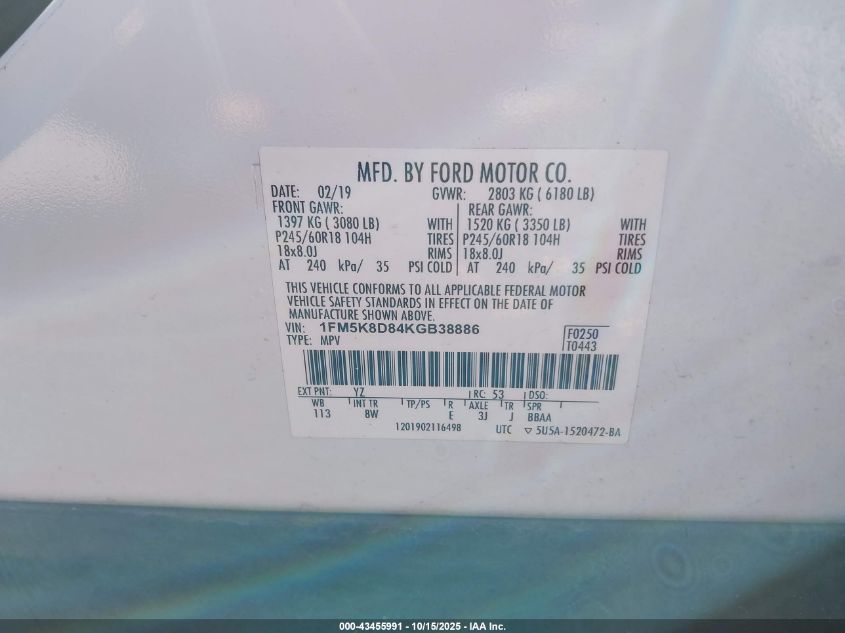 MFD. BY FORD MOTOR CO.
DATE: 02/19 GVWR: 2803 KG ( 6180 LB)
FRONT GAWR: REAR GAWR:
1397 KG ( 3080 LB) WITH 1520 KG ( 3350 LB) WITH
P245/60R18 104H TIRES P245/60R18 104H TIRES
18x8.0J RIMS 18x8.0J RIMS
AT 240 kPa/ 35 PSI COLD AT 240 kPa/ 35 PSI COLD
THIS VEHICLE CONFORMS TO ALL APPLICABLE FEDERAL MOTOR
VEHICLE SAFETY STANDARDS IN EFFECT ON THE DATE OF
MANUFACTURE SHOWN ABOVE.
VIN: 1FM5K8D84KGB38886 F0250
TYPE: MPV T0443
EXT PNT: YZ RC: 53 DSO:
WB INT TR TP/PS R AXLE TR SPR
113 8W E 3J J BBAA
1201902116498 UTC ▽ 5U5A-1520472-BA
000-43455991 - 10/15/2025 - IAA Inc.